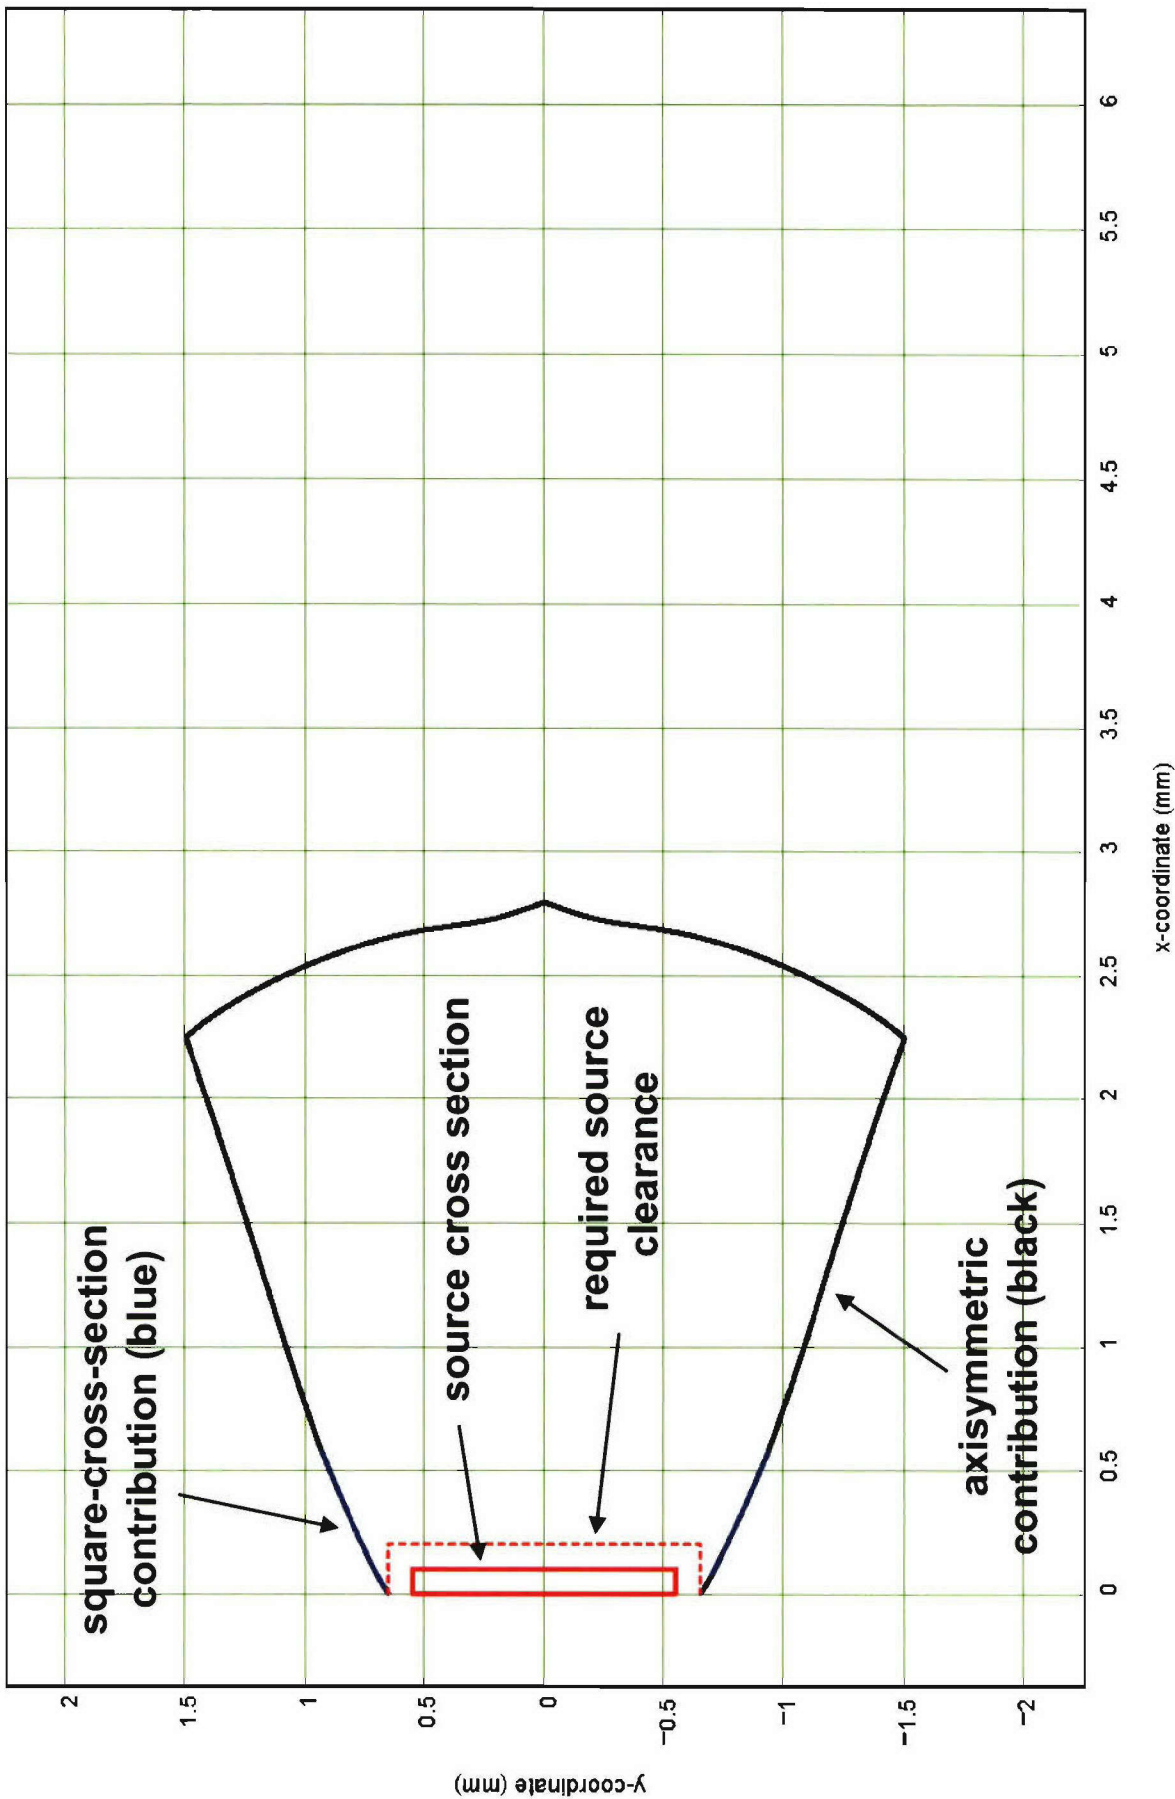 square-cross-section
contribution (blue)
source cross section
required source
clearance
axisymmetric
contribution (black)
y-coordinate (mm)
2
1.5
1
0.5
0
−0.5
−1
−1.5
−2
0
0.5
1
1.5
2
2.5
3
3.5
4
4.5
5
5.5
6
x-coordinate (mm)